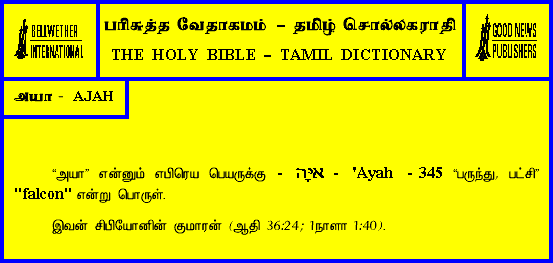 BELLWETHER
INTERNATIONAL
பரிசுத்த வேதாகமம் – தமிழ் சொல்லகராதி
THE HOLY BIBLE – TAMIL DICTIONARY
GOOD NEWS
PUBLISHERS
அயா - AJAH
“அயா” என்னும் எபிரெய பெயருக்கு - אַיָּה - 'Ayah - 345 “பருந்து, பட்சி”
"falcon" என்று பொருள்.
இவன் சிபியோனின் குமாரன் (ஆதி 36:24; 1நாளா 1:40).